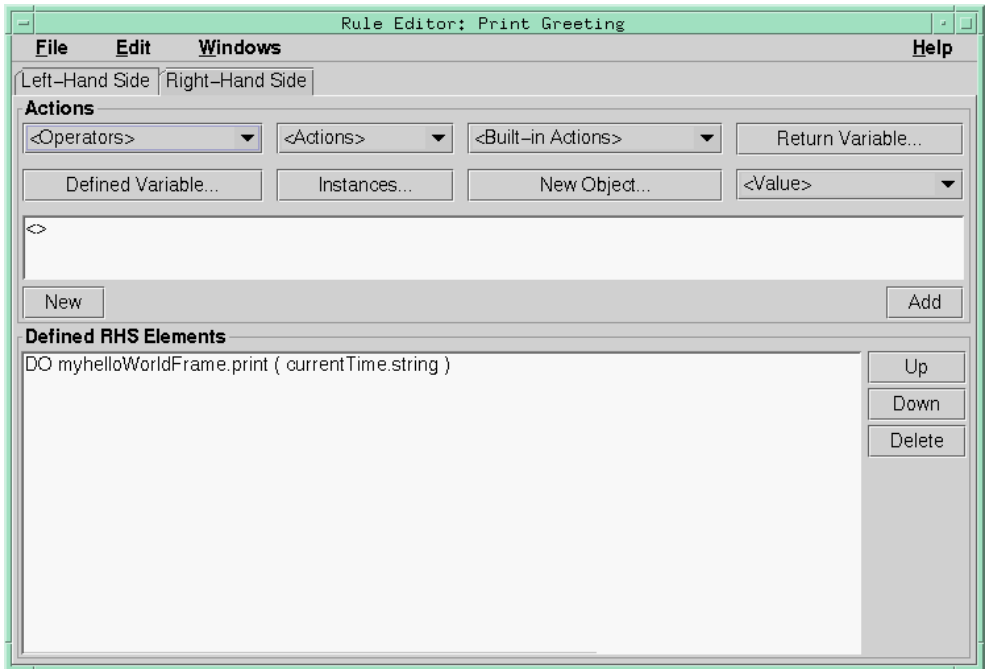 Rule Editor: Print Greeting
File Edit Windows Help
Left-Hand Side Right-Hand Side
Actions
<Operators> <Actions> <Built-in Actions> Return Variable...
Defined Variable... Instances... New Object... <Value>
<>
New Add
Defined RHS Elements
DO myhelloWorldFrame.print ( currentTime.string )
Up
Down
Delete